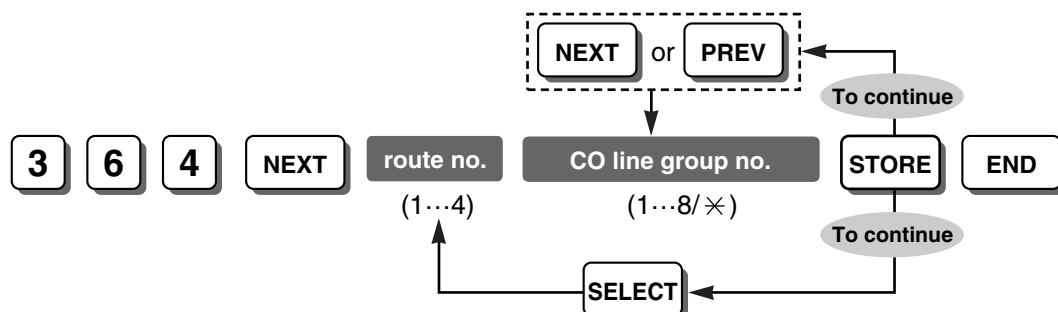 NEXT or PREV
To continue
3 6 4 NEXT route no. CO line group no. STORE END
(1···4) (1···8/✳)
To continue
SELECT